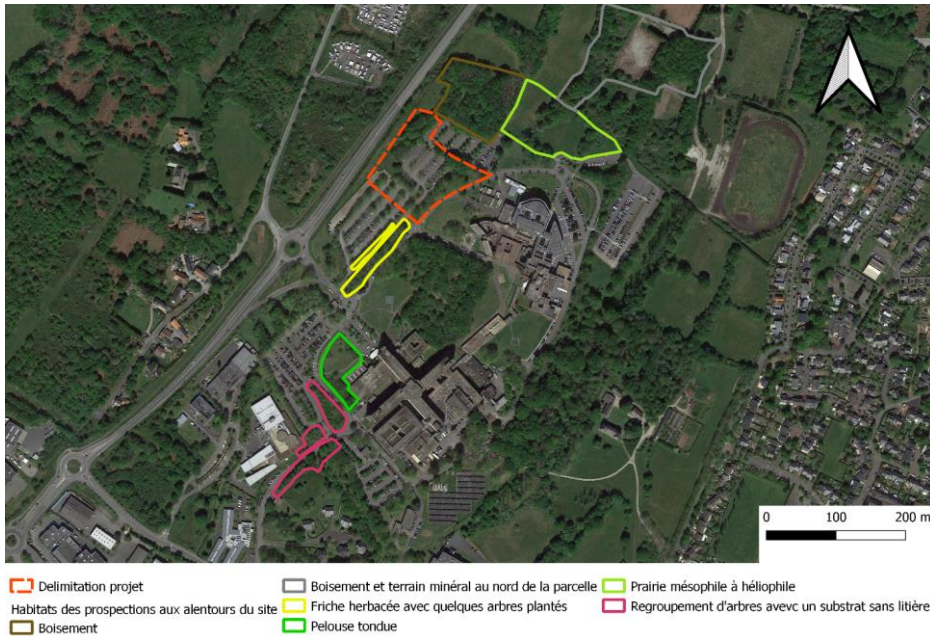 0 100 200 m
Delimitation projet
Habitats des prospections aux alentours du site
Boisement
Boisement et terrain minéral au nord de la parcelle
Friche herbacée avec quelques arbres plantés
Pelouse tondue
Prairie mésophile à héliophile
Regroupement d'arbres avevc un substrat sans litière